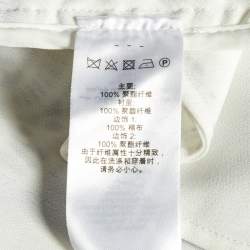 - - -
主要:
100% 聚酯纤维
衬里
100% 聚酯纤维
边饰 1:
100% 棉布
边饰 2:
100% 聚酯纤维
由于纤维属性十分精致,
因此在洗涤和穿着时,
请务必小心。